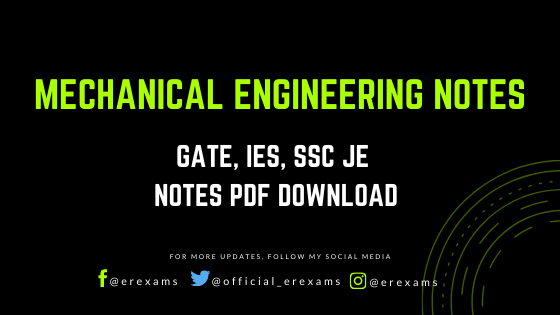 MECHANICAL ENGINEERING NOTES
GATE, IES, SSC JE
NOTES PDF DOWNLOAD
FOR MORE UPDATES, FOLLOW MY SOCIAL MEDIA
@erexams @official_erexams @erexams